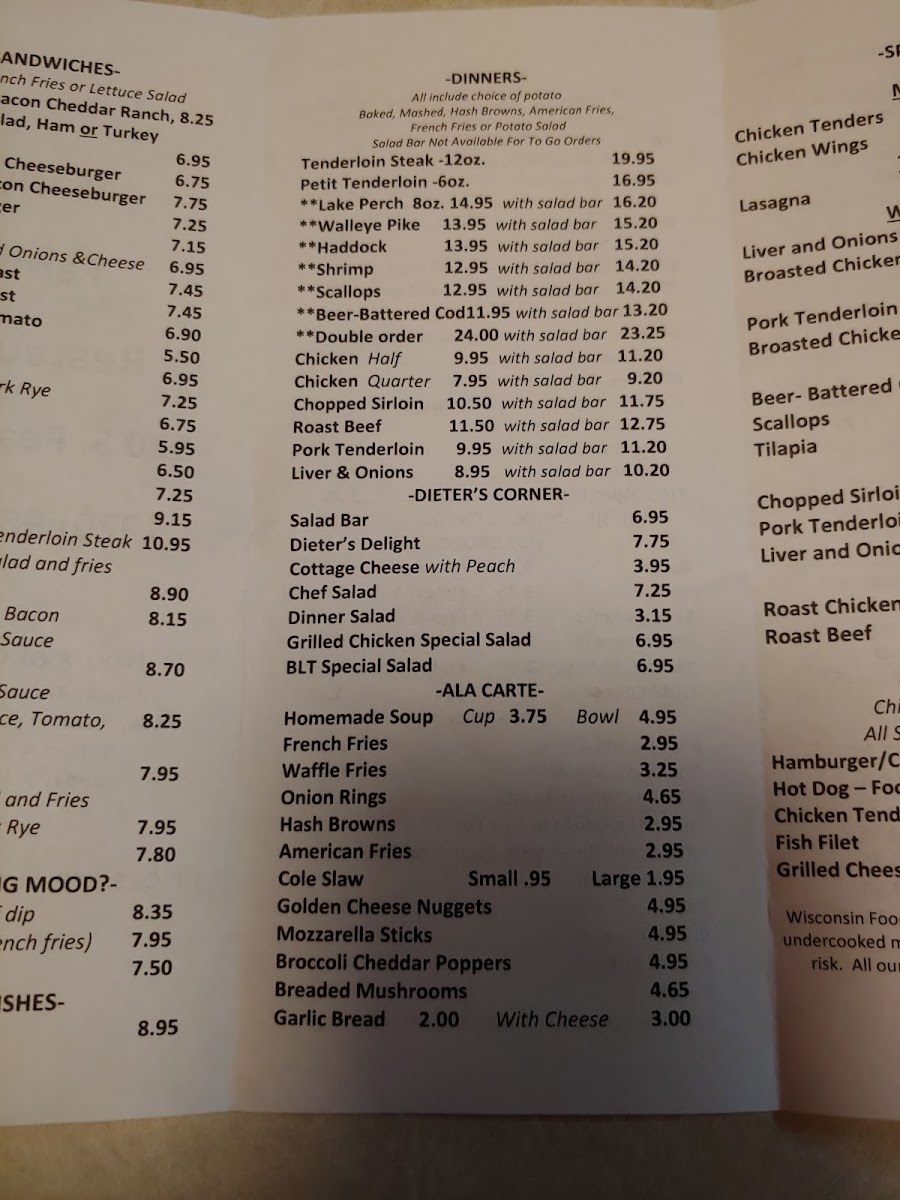 ANDWICHES-
nch Fries or Lettuce Salad
acon Cheddar Ranch, 8.25
lad, Ham or Turkey
6.95
Cheeseburger 6.75
on Cheeseburger 7.75
ger 7.25
7.15
d Onions &Cheese 6.95
ast 7.45
st 7.45
mato 6.90
5.50
6.95
rk Rye 7.25
6.75
5.95
6.50
7.25
9.15
enderloin Steak 10.95
alad and fries
8.90
Bacon 8.15
Sauce
8.70
Sauce
ce, Tomato, 8.25
7.95
and Fries
Rye 7.95
7.80
G MOOD?-
dip 8.35
ench fries) 7.95
7.50
ISHES-
8.95
-DINNERS-
All include choice of potato
Baked, Mashed, Hash Browns, American Fries,
French Fries or Potato Salad
Salad Bar Not Available For To Go Orders
Tenderloin Steak -12oz. 19.95
Petit Tenderloin -6oz. 16.95
**Lake Perch 8oz. 14.95 with salad bar 16.20
**Walleye Pike 13.95 with salad bar 15.20
**Haddock 13.95 with salad bar 15.20
**Shrimp 12.95 with salad bar 14.20
**Scallops 12.95 with salad bar 14.20
**Beer-Battered Cod11.95 with salad bar 13.20
**Double order 24.00 with salad bar 23.25
Chicken Half 9.95 with salad bar 11.20
Chicken Quarter 7.95 with salad bar 9.20
Chopped Sirloin 10.50 with salad bar 11.75
Roast Beef 11.50 with salad bar 12.75
Pork Tenderloin 9.95 with salad bar 11.20
Liver & Onions 8.95 with salad bar 10.20
-DIETER'S CORNER-
Salad Bar 6.95
Dieter's Delight 7.75
Cottage Cheese with Peach 3.95
Chef Salad 7.25
Dinner Salad 3.15
Grilled Chicken Special Salad 6.95
BLT Special Salad 6.95
-ALA CARTE-
Homemade Soup Cup 3.75 Bowl 4.95
French Fries 2.95
Waffle Fries 3.25
Onion Rings 4.65
Hash Browns 2.95
American Fries 2.95
Cole Slaw Small .95 Large 1.95
Golden Cheese Nuggets 4.95
Mozzarella Sticks 4.95
Broccoli Cheddar Poppers 4.95
Breaded Mushrooms 4.65
Garlic Bread 2.00 With Cheese 3.00
-SP
Chicken Tenders
Chicken Wings
Lasagna
Liver and Onions
Broasted Chicken
Pork Tenderloin
Broasted Chicke
Beer- Battered
Scallops
Tilapia
Chopped Sirloi
Pork Tenderloi
Liver and Onio
Roast Chicken
Roast Beef
Chi
All S
Hamburger/C
Hot Dog – Foo
Chicken Tend
Fish Filet
Grilled Chees
Wisconsin Foo
undercooked m
risk. All ou